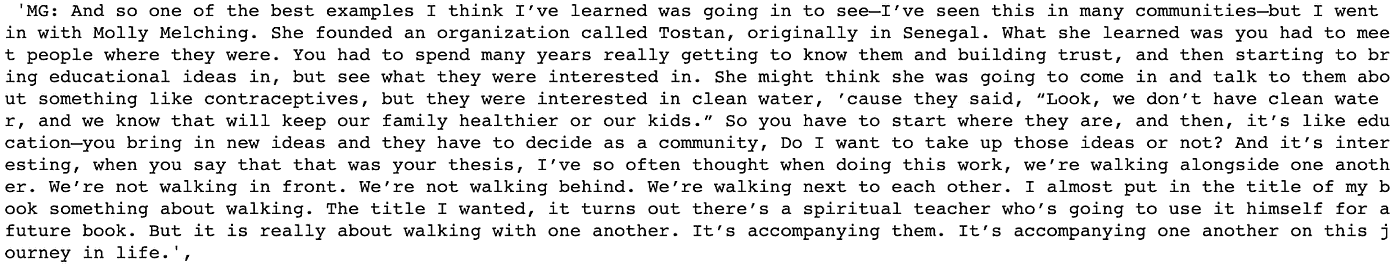 'MG: And so one of the best examples I think I’ve learned was going in to see—I’ve seen this in many communities—but I went
in with Molly Melching. She founded an organization called Tostan, originally in Senegal. What she learned was you had to mee
t people where they were. You had to spend many years really getting to know them and building trust, and then starting to br
ing educational ideas in, but see what they were interested in. She might think she was going to come in and talk to them abo
ut something like contraceptives, but they were interested in clean water, ’cause they said, “Look, we don’t have clean wate
r, and we know that will keep our family healthier or our kids.” So you have to start where they are, and then, it’s like edu
cation—you bring in new ideas and they have to decide as a community, Do I want to take up those ideas or not? And it’s inter
esting, when you say that that was your thesis, I’ve so often thought when doing this work, we’re walking alongside one anoth
er. We’re not walking in front. We’re not walking behind. We’re walking next to each other. I almost put in the title of my b
ook something about walking. The title I wanted, it turns out there’s a spiritual teacher who’s going to use it himself for a
future book. But it is really about walking with one another. It’s accompanying them. It’s accompanying one another on this j
ourney in life.',